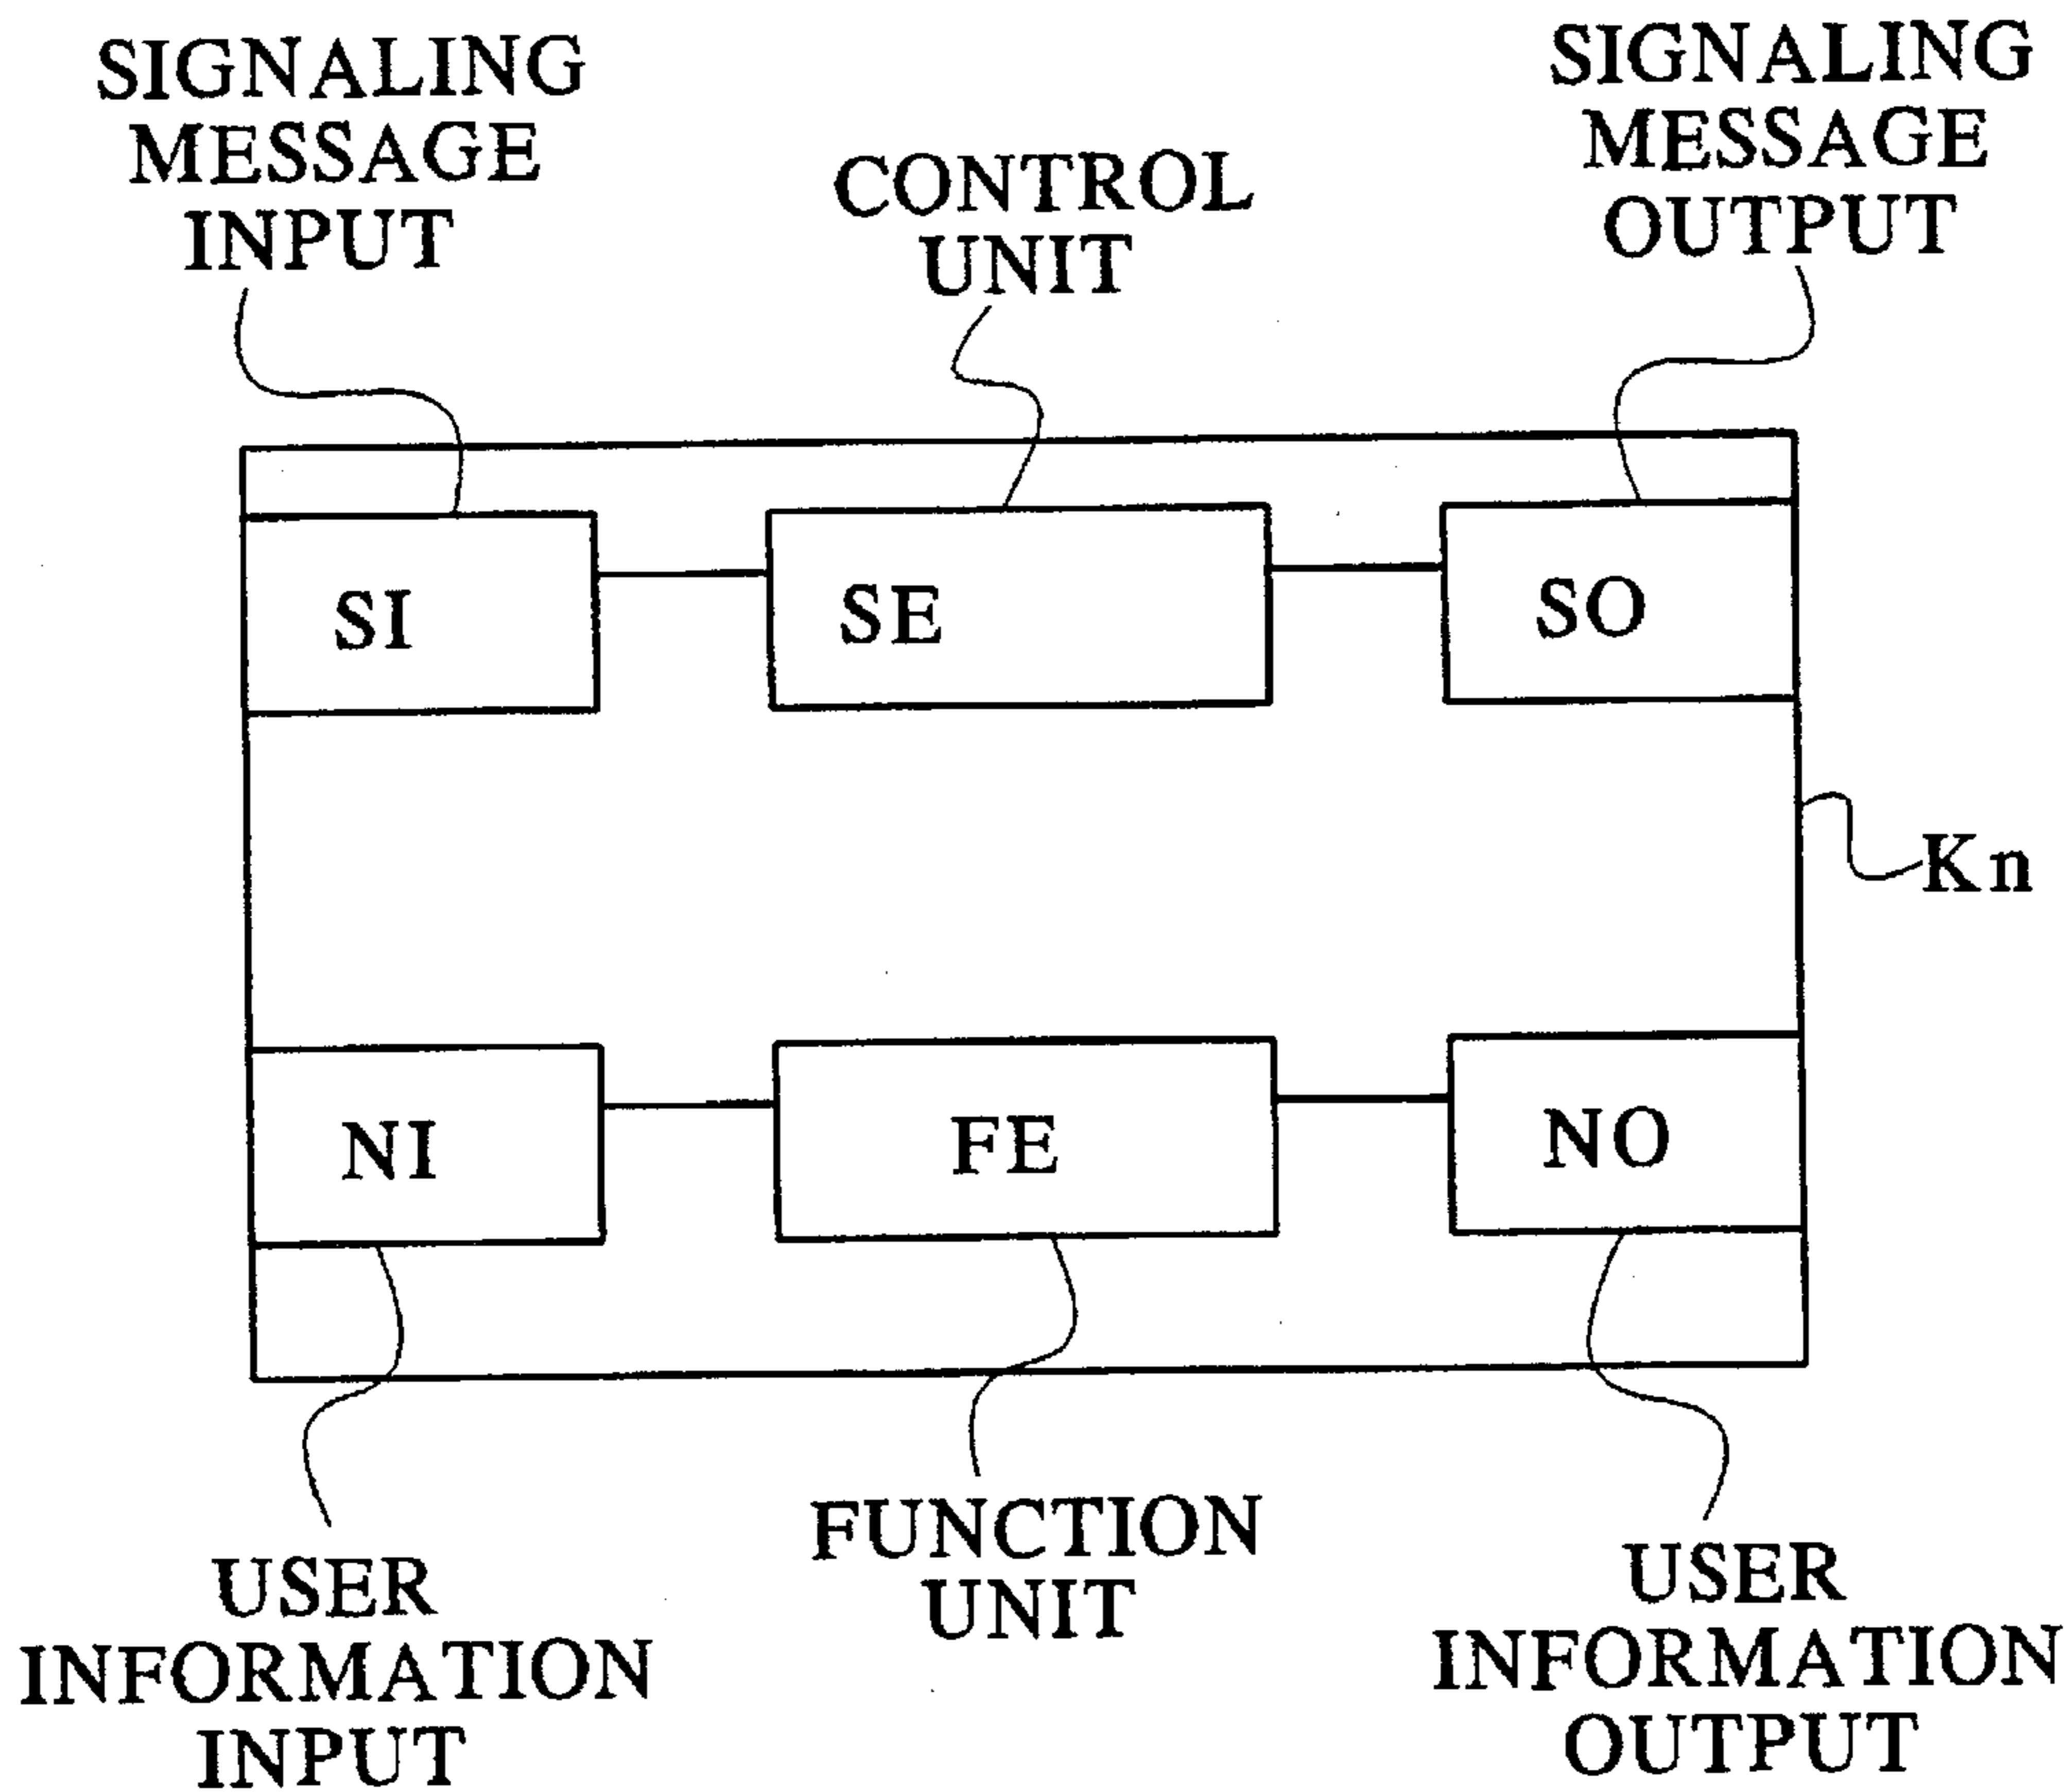 SIGNALING
MESSAGE
INPUT
CONTROL
UNIT
SIGNALING
MESSAGE
OUTPUT
SI
SE
SO
Kn
NI
FE
NO
USER
INFORMATION
INPUT
FUNCTION
UNIT
USER
INFORMATION
OUTPUT